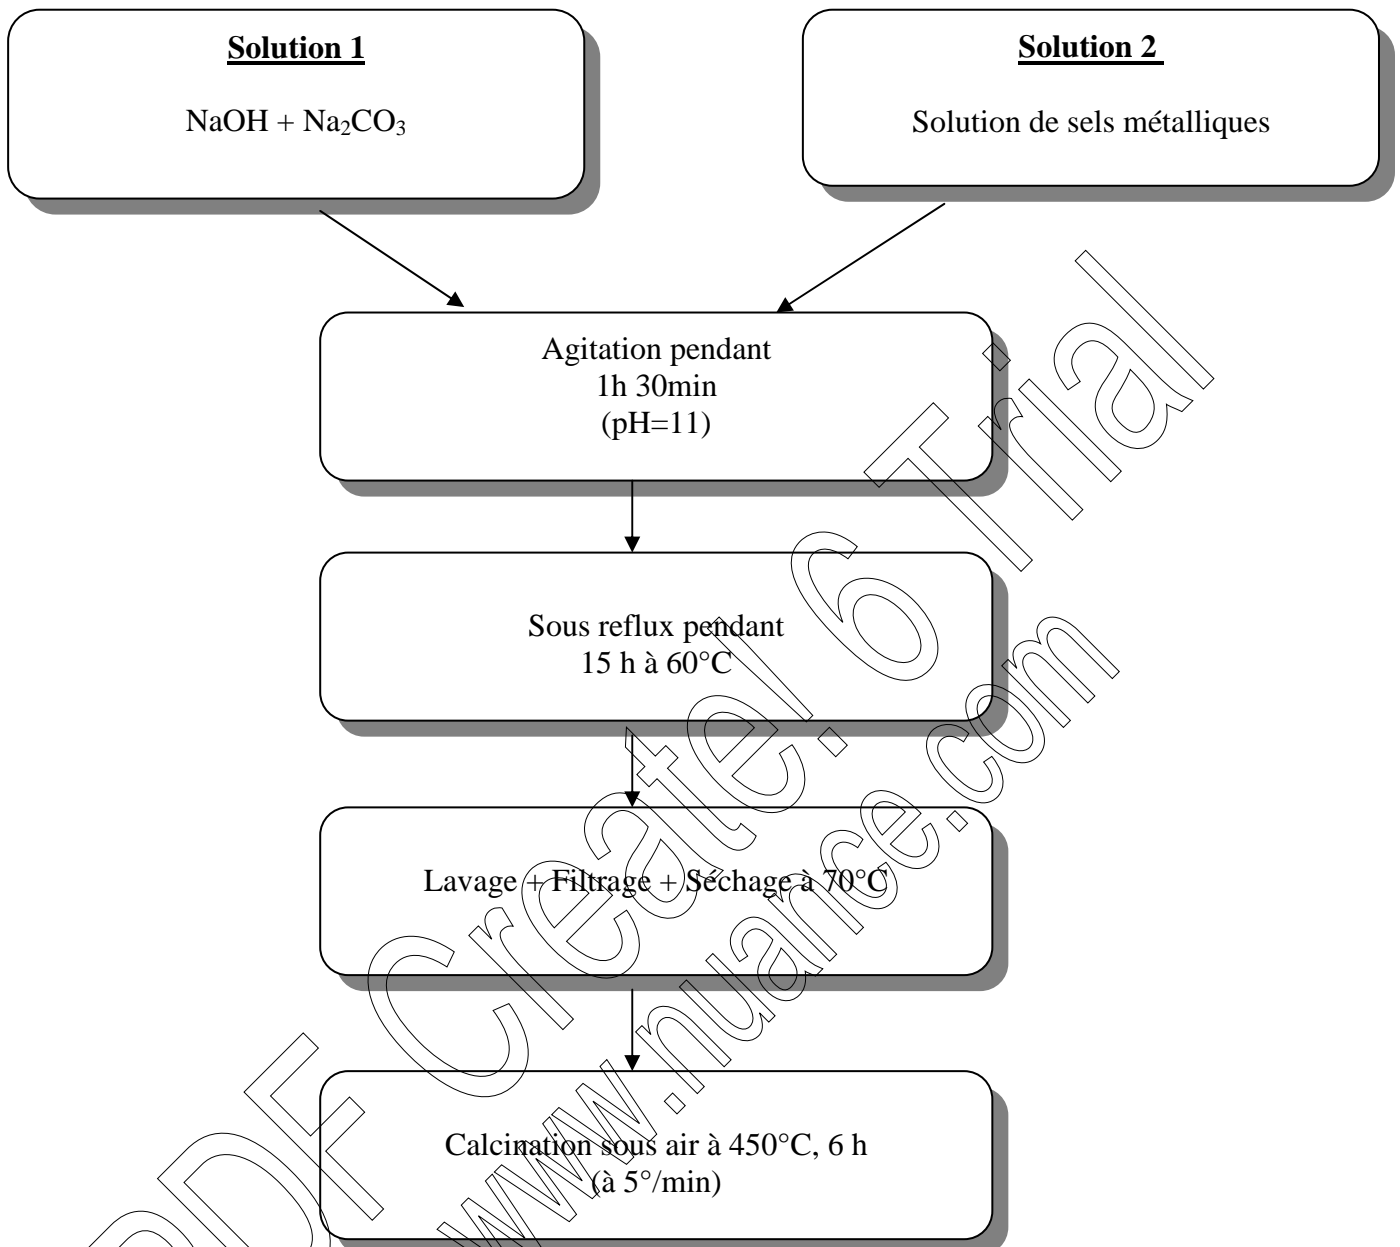 Solution 1
NaOH + Na₂CO₃
Solution 2
Solution de sels métalliques
Agitation pendant
1h 30min
(pH=11)
Sous reflux pendant
15 h à 60°C
Lavage + Filtrage + Séchage à 70°C
Calcination sous air à 450°C, 6 h
(à 5°/min)
PDF Create! 6 Trial
www.nuance.com